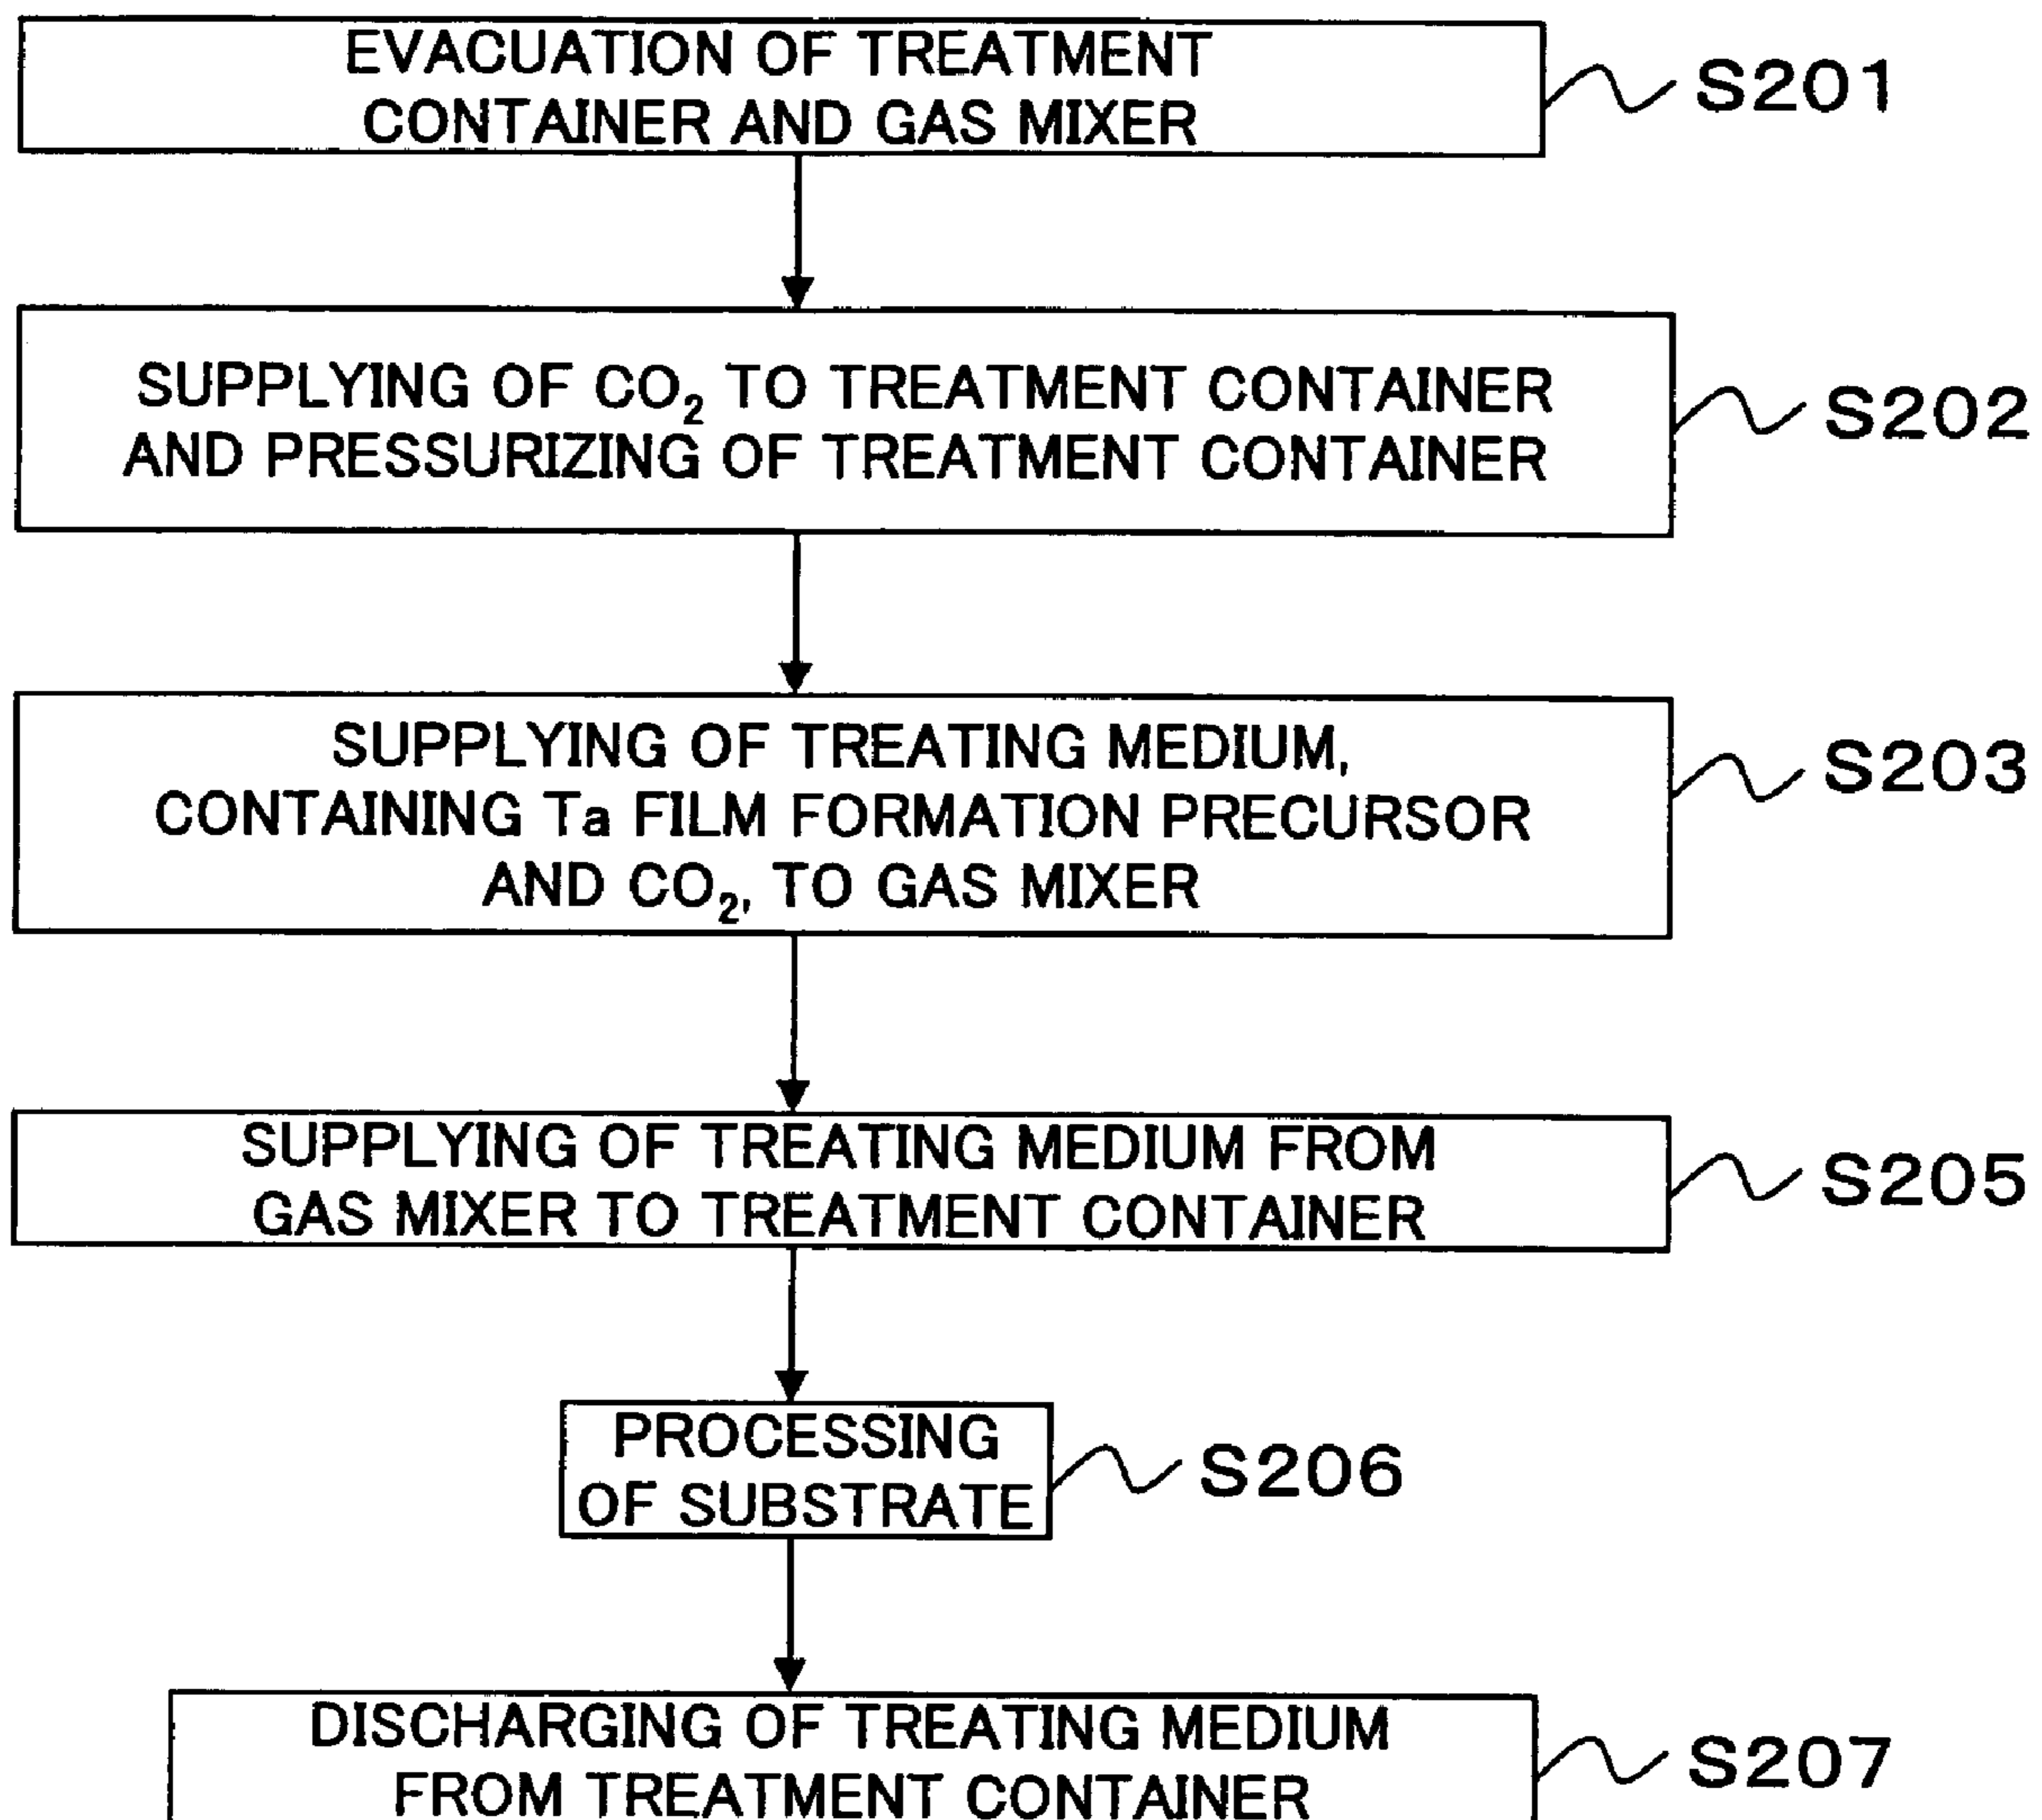 EVACUATION OF TREATMENT
CONTAINER AND GAS MIXER
S201
SUPPLYING OF CO₂ TO TREATMENT CONTAINER
AND PRESSURIZING OF TREATMENT CONTAINER
S202
SUPPLYING OF TREATING MEDIUM,
CONTAINING Ta FILM FORMATION PRECURSOR
AND CO₂, TO GAS MIXER
S203
SUPPLYING OF TREATING MEDIUM FROM
GAS MIXER TO TREATMENT CONTAINER
S205
PROCESSING
OF SUBSTRATE
S206
DISCHARGING OF TREATING MEDIUM
FROM TREATMENT CONTAINER
S207